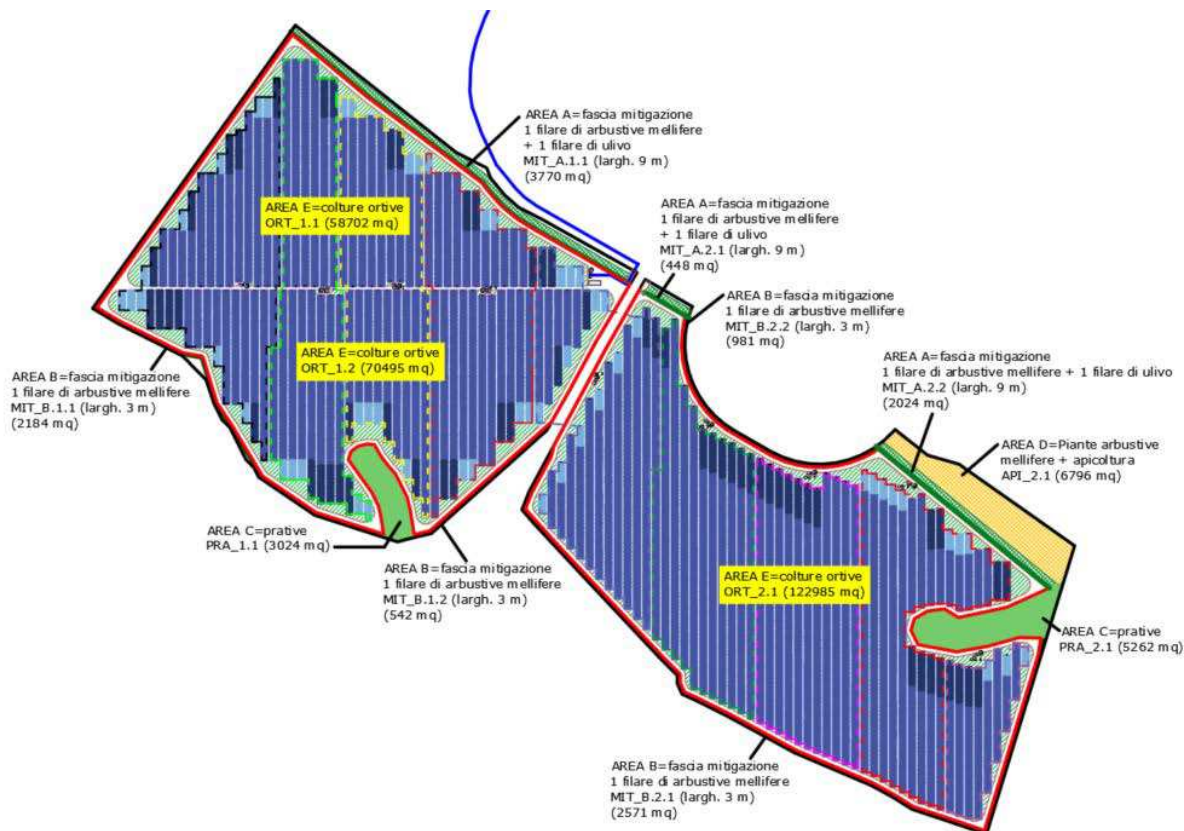 AREA A=fascia mitigazione
1 filare di arbustive mellifere
+ 1 filare di ulivo
MIT_A.1.1 (largh. 9 m)
(3770 mq)
AREA E=colture ortive
ORT_1.1 (58702 mq)
AREA A=fascia mitigazione
1 filare di arbustive mellifere
+ 1 filare di ulivo
MIT_A.2.1 (largh. 9 m)
(448 mq)
AREA B=fascia mitigazione
1 filare di arbustive mellifere
MIT_B.2.2 (largh. 3 m)
(981 mq)
AREA E=colture ortive
ORT_1.2 (70495 mq)
AREA B=fascia mitigazione
1 filare di arbustive mellifere
MIT_B.1.1 (largh. 3 m)
(2184 mq)
AREA A=fascia mitigazione
1 filare di arbustive mellifere + 1 filare di ulivo
MIT_A.2.2 (largh. 9 m)
(2024 mq)
AREA D=Piante arbustive
mellifere + apicoltura
API_2.1 (6796 mq)
AREA C=prative
PRA_1.1 (3024 mq)
AREA B=fascia mitigazione
1 filare di arbustive mellifere
MIT_B.1.2 (largh. 3 m)
(542 mq)
AREA E=colture ortive
ORT_2.1 (122985 mq)
AREA C=prative
PRA_2.1 (5262 mq)
AREA B=fascia mitigazione
1 filare di arbustive mellifere
MIT_B.2.1 (largh. 3 m)
(2571 mq)